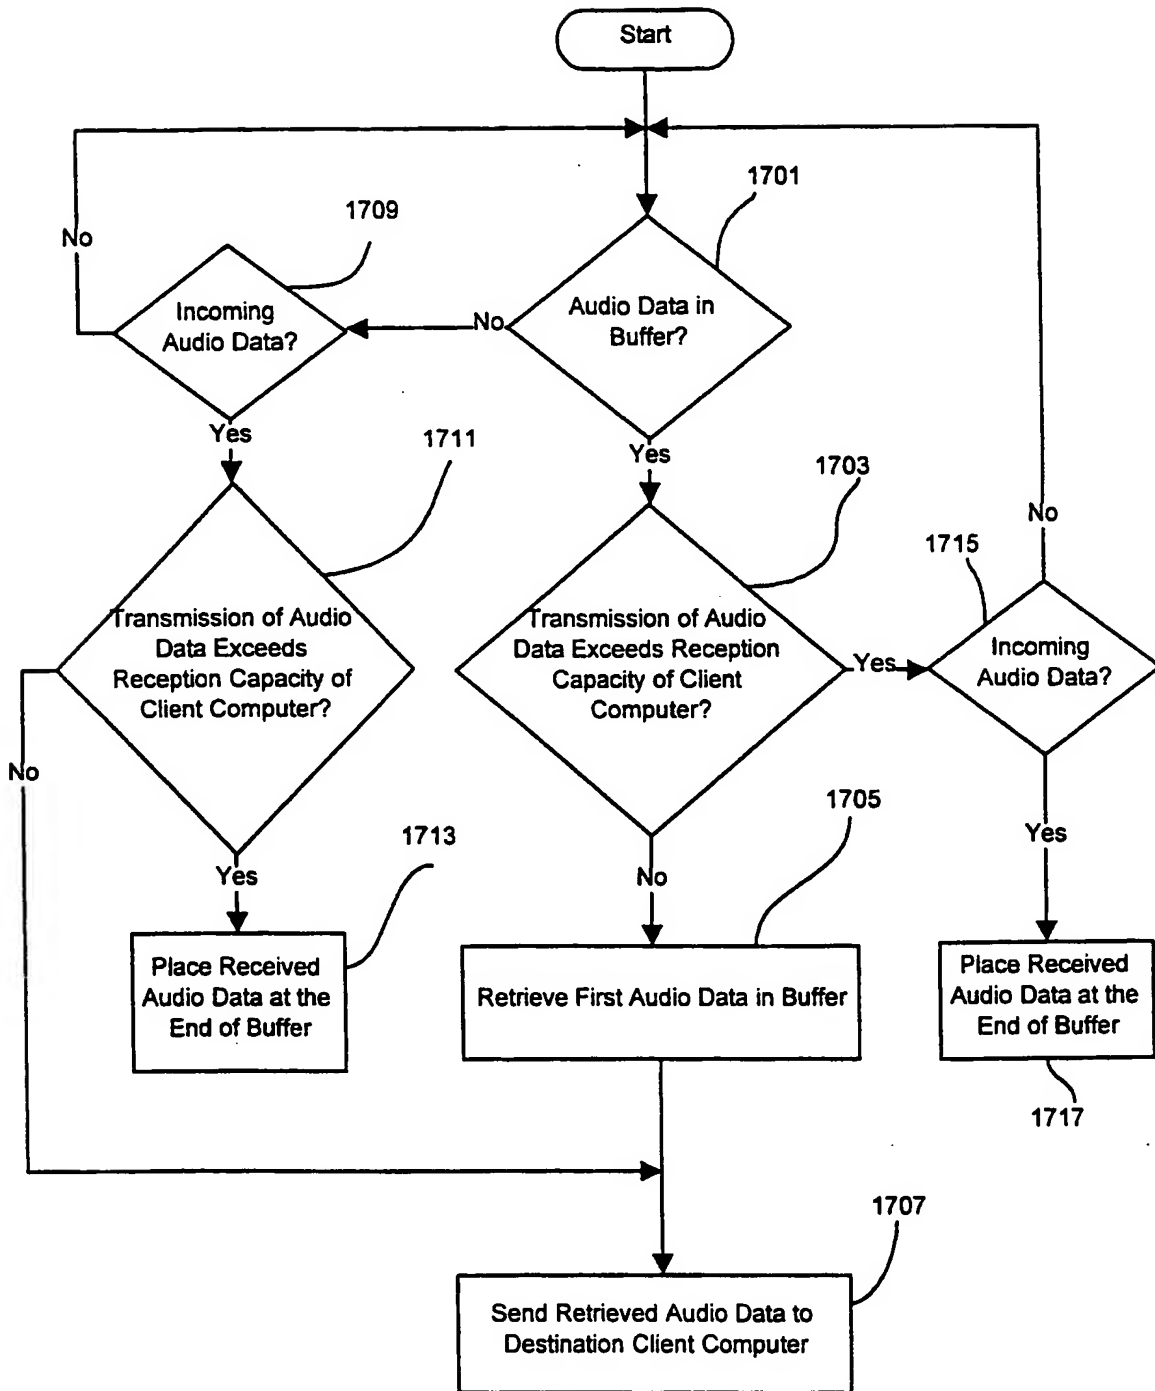 Start
1701
1709
No
Incoming
Audio Data?
No
Audio Data in
Buffer?
Yes
1711
Yes
1703
No
1715
Transmission of Audio
Data Exceeds
Reception Capacity of
Client Computer?
Transmission of Audio
Data Exceeds Reception
Capacity of Client
Computer?
Yes
Incoming
Audio Data?
No
1705
1713
Yes
Yes
No
Place Received
Audio Data at the
End of Buffer
Retrieve First Audio Data in Buffer
Place Received
Audio Data at the
End of Buffer
1717
1707
Send Retrieved Audio Data to
Destination Client Computer